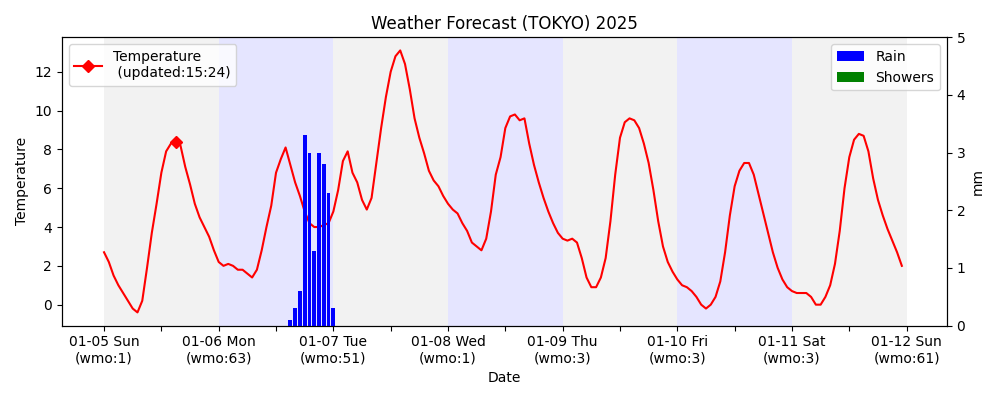 Weather Forecast (TOKYO) 2025
Temperature
(updated:15:24)
Rain
Showers
Temperature
12
10
8
6
4
2
0
5
4
3
2
1
0
mm
01-05 Sun
(wmo:1)
01-06 Mon
(wmo:63)
01-07 Tue
(wmo:51)
01-08 Wed
(wmo:1)
01-09 Thu
(wmo:3)
01-10 Fri
(wmo:3)
01-11 Sat
(wmo:3)
01-12 Sun
(wmo:61)
Date